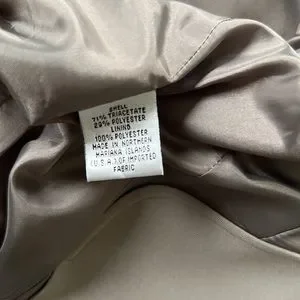 SHELL
71% TRIACETATE
29% POLYESTER
LINING
100% POLYESTER
MADE IN NORTHERN
MARIANA ISLANDS
(U.S.A.) OF IMPORTED
FABRIC